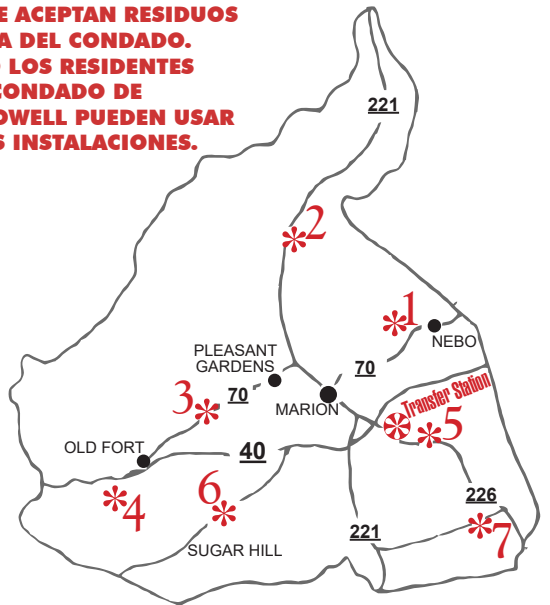 E ACEPTAN RESIDUOS
A DEL CONDADO.
LOS RESIDENTES
CONDADO DE
OWELL PUEDEN USAR
S INSTALACIONES.
221
2
1
NEBO
PLEASANT
GARDENS
70
MARION
3
70
Transfer Station
5
OLD FORT
40
4
6
226
221
7
SUGAR HILL